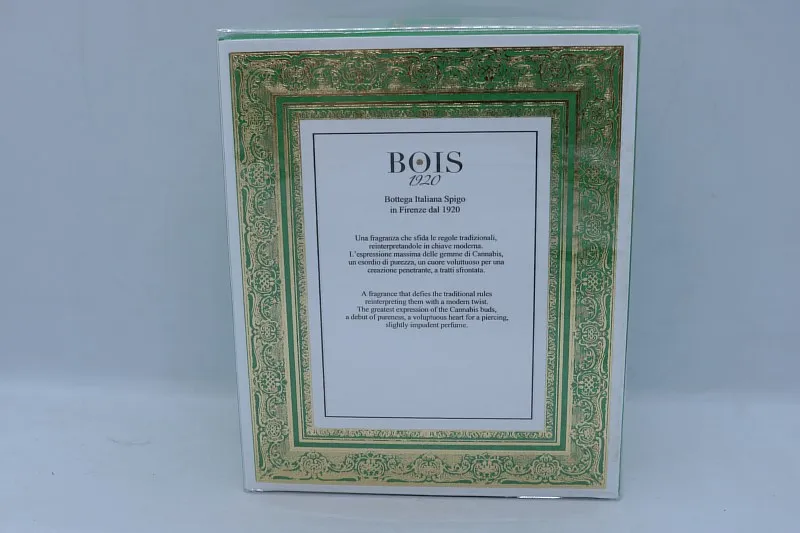 BOIS
1920
Bottega Italiana Spigo
in Firenze dal 1920
Una fragranza che sfida le regole tradizionali,
reinterpretandole in chiave moderna.
L'espressione massima delle gemme di Cannabis,
un esordio di purezza, un cuore voluttuoso per una
creazione penetrante, a tratti sfrontata.
A fragrance that defies the traditional rules
reinterpreting them with a modern twist.
The greatest expression of the Cannabis buds,
a debut of pureness, a voluptuous heart for a piercing,
slightly impudent perfume.